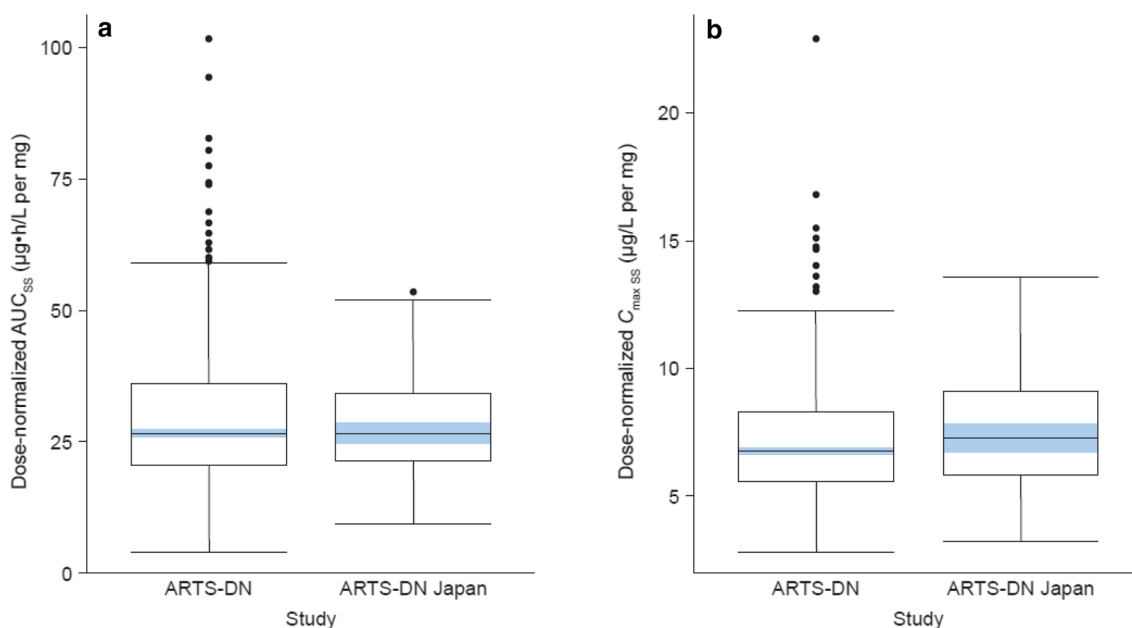 a
Dose-normalized AUCSS (µg•h/L per mg)
100
75
50
25
0
ARTS-DN
ARTS-DN Japan
Study
b
Dose-normalized Cmax SS (µg/L per mg)
20
15
10
5
ARTS-DN
ARTS-DN Japan
Study